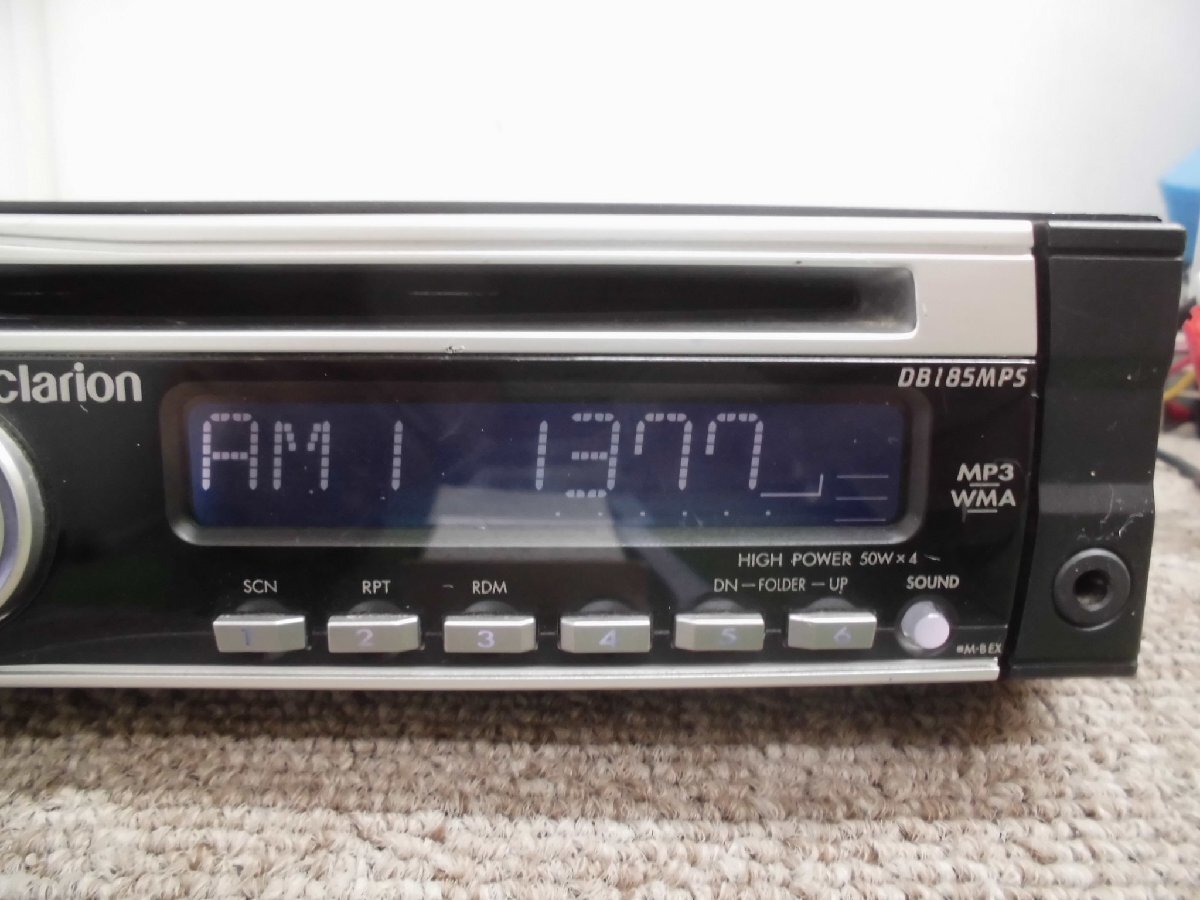 Clarion
DB185MPS
AM 1 1377
MP3
WMA
HIGH POWER 50W×4
SCN RPT RDM DN — FOLDER — UP SOUND
1 2 3 4 5 6
M-B EX